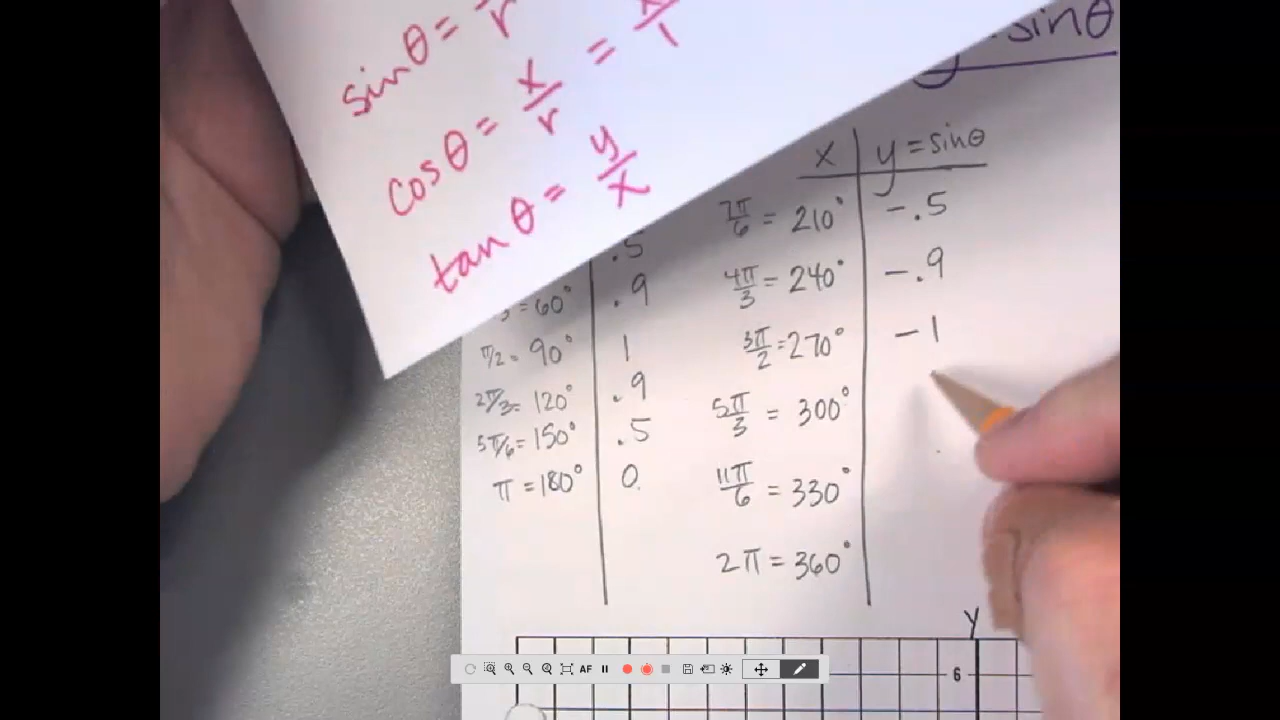 sinθ = /r
cosθ = x/r = x/1
tanθ = y/x
sinθ
x y = sinθ
7π/6 = 210° -.5
4π/3 = 240° -.9
3π/2 = 270° -1
5π/3 = 300°
11π/6 = 330°
2π = 360°
.5
= 60° .9
π/2 = 90° 1
2π/3 = 120° .9
5π/6 = 150° .5
π = 180° 0
AF
Y
6